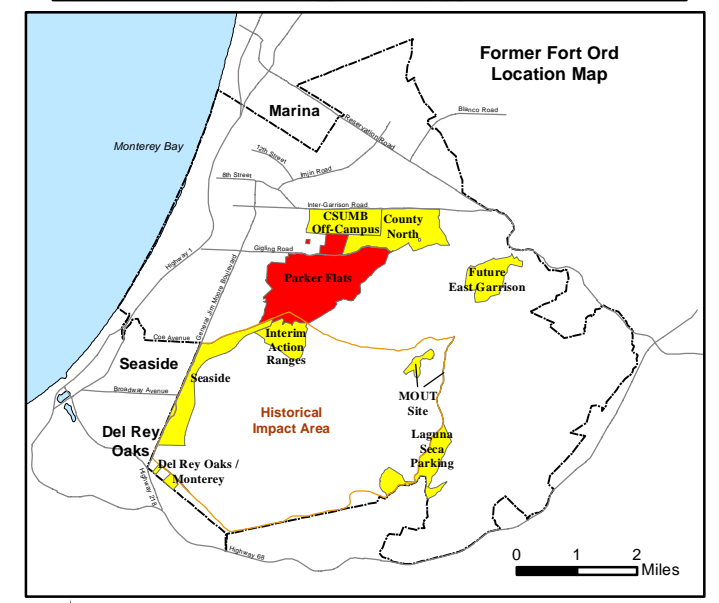 Former Fort Ord
Location Map
Marina
Blanco Road
Reservation Road
Monterey Bay
12th Street
Imjin Road
8th Street
Inter-Garrison Road
CSUMB
Off-Campus
County
North
Gigling Road
Highway 1
General Jim Moore Boulevard
Parker Flats
Future
East Garrison
Coe Avenue
Interim
Action
Ranges
Seaside
Seaside
Broadway Avenue
MOUT
Site
Historical
Impact Area
Del Rey
Oaks
Laguna
Seca
Parking
Del Rey Oaks /
Monterey
Highway 218
Highway 68
0 1 2
Miles